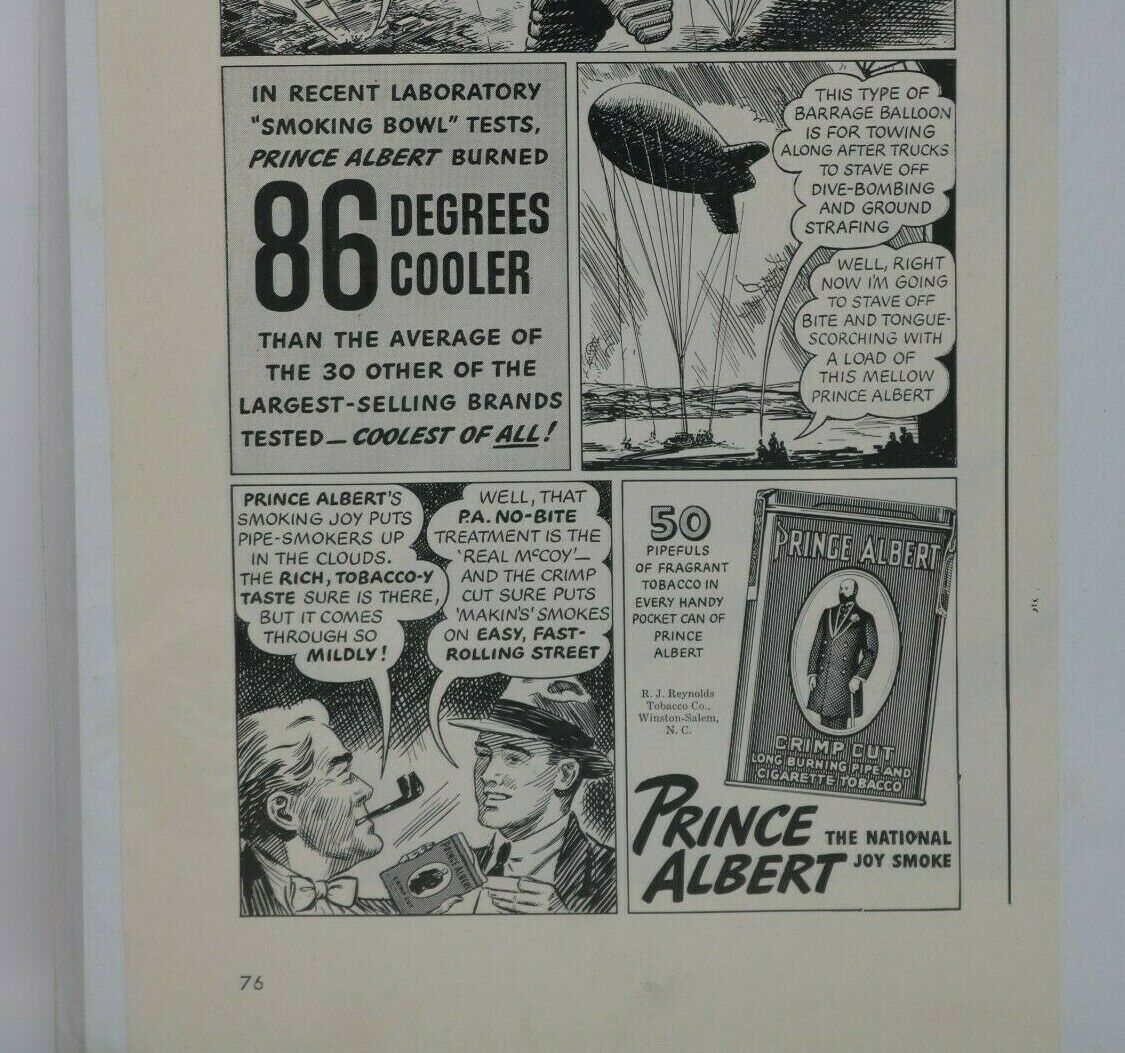 IN RECENT LABORATORY
"SMOKING BOWL" TESTS,
PRINCE ALBERT BURNED
86 DEGREES
COOLER
THAN THE AVERAGE OF
THE 30 OTHER OF THE
LARGEST-SELLING BRANDS
TESTED—COOLEST OF ALL!
THIS TYPE OF
BARRAGE BALLOON
IS FOR TOWING
ALONG AFTER TRUCKS
TO STAVE OFF
DIVE-BOMBING
AND GROUND
STRAFING
WELL, RIGHT
NOW I'M GOING
TO STAVE OFF
BITE AND TONGUE-
SCORCHING WITH
A LOAD OF
THIS MELLOW
PRINCE ALBERT
PRINCE ALBERT'S
SMOKING JOY PUTS
PIPE-SMOKERS UP
IN THE CLOUDS.
THE RICH, TOBACCO-Y
TASTE SURE IS THERE,
BUT IT COMES
THROUGH SO
MILDLY!
WELL, THAT
P.A. NO-BITE
TREATMENT IS THE
'REAL McCOY'—
AND THE CRIMP
CUT SURE PUTS
'MAKIN'S' SMOKES
ON EASY, FAST-
ROLLING STREET
PRINCE ALBERT
50
PIPEFULS
OF FRAGRANT
TOBACCO IN
EVERY HANDY
POCKET CAN OF
PRINCE
ALBERT
R. J. Reynolds
Tobacco Co.,
Winston-Salem,
N. C.
PRINCE ALBERT
CRIMP CUT
LONG BURNING PIPE AND
CIGARETTE TOBACCO
PRINCE
ALBERT
THE NATIONAL
JOY SMOKE
76